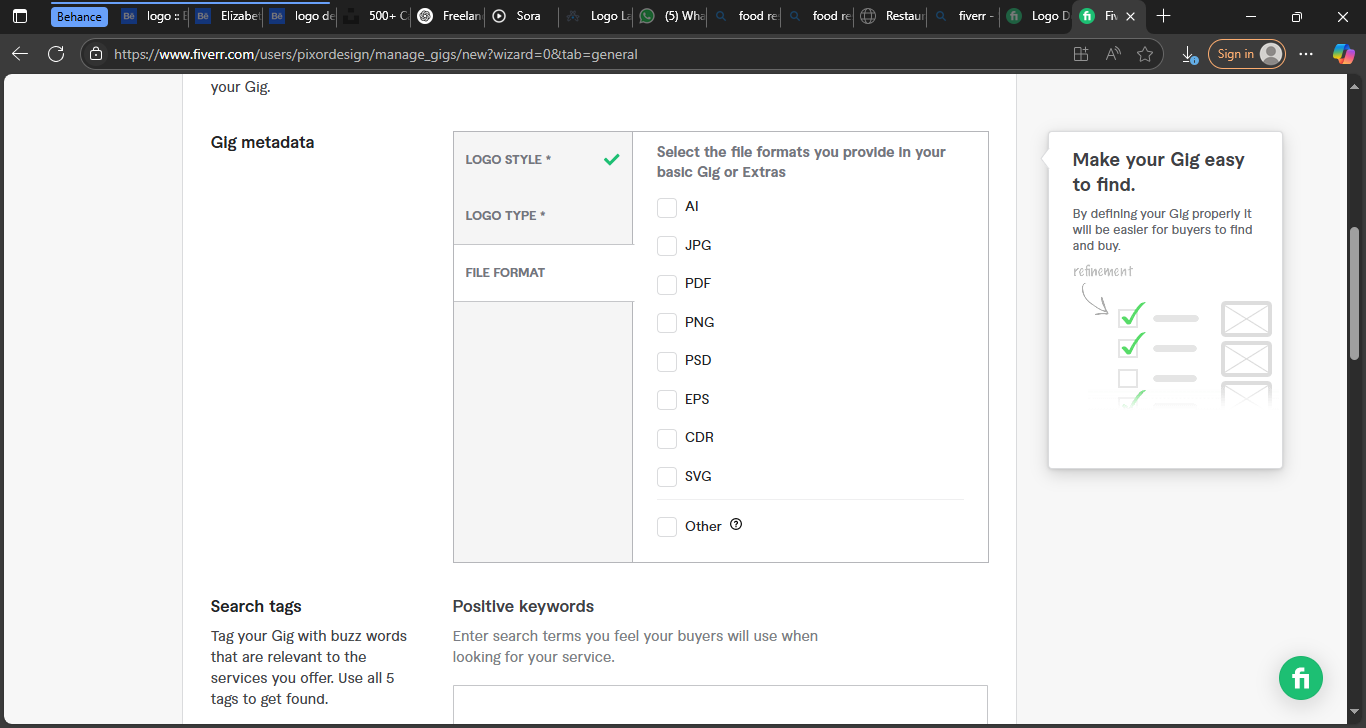 Behance
logo ::
Elizabet
logo de
500+
Freelan
Sora
Logo La
(5) Wha
food re
food re
Restaur
fiverr -
Logo D
https://www.fiverr.com/users/pixordesign/manage_gigs/new?wizard=0&tab=general
Sign in
your Gig.
Gig metadata
LOGO STYLE *
LOGO TYPE *
FILE FORMAT
Select the file formats you provide in your
basic Gig or Extras
AI
JPG
PDF
PNG
PSD
EPS
CDR
SVG
Other
Make your Gig easy
to find.
By defining your Gig properly it
will be easier for buyers to find
and buy.
refinement
Search tags
Tag your Gig with buzz words
that are relevant to the
services you offer. Use all 5
tags to get found.
Positive keywords
Enter search terms you feel your buyers will use when
looking for your service.
fi